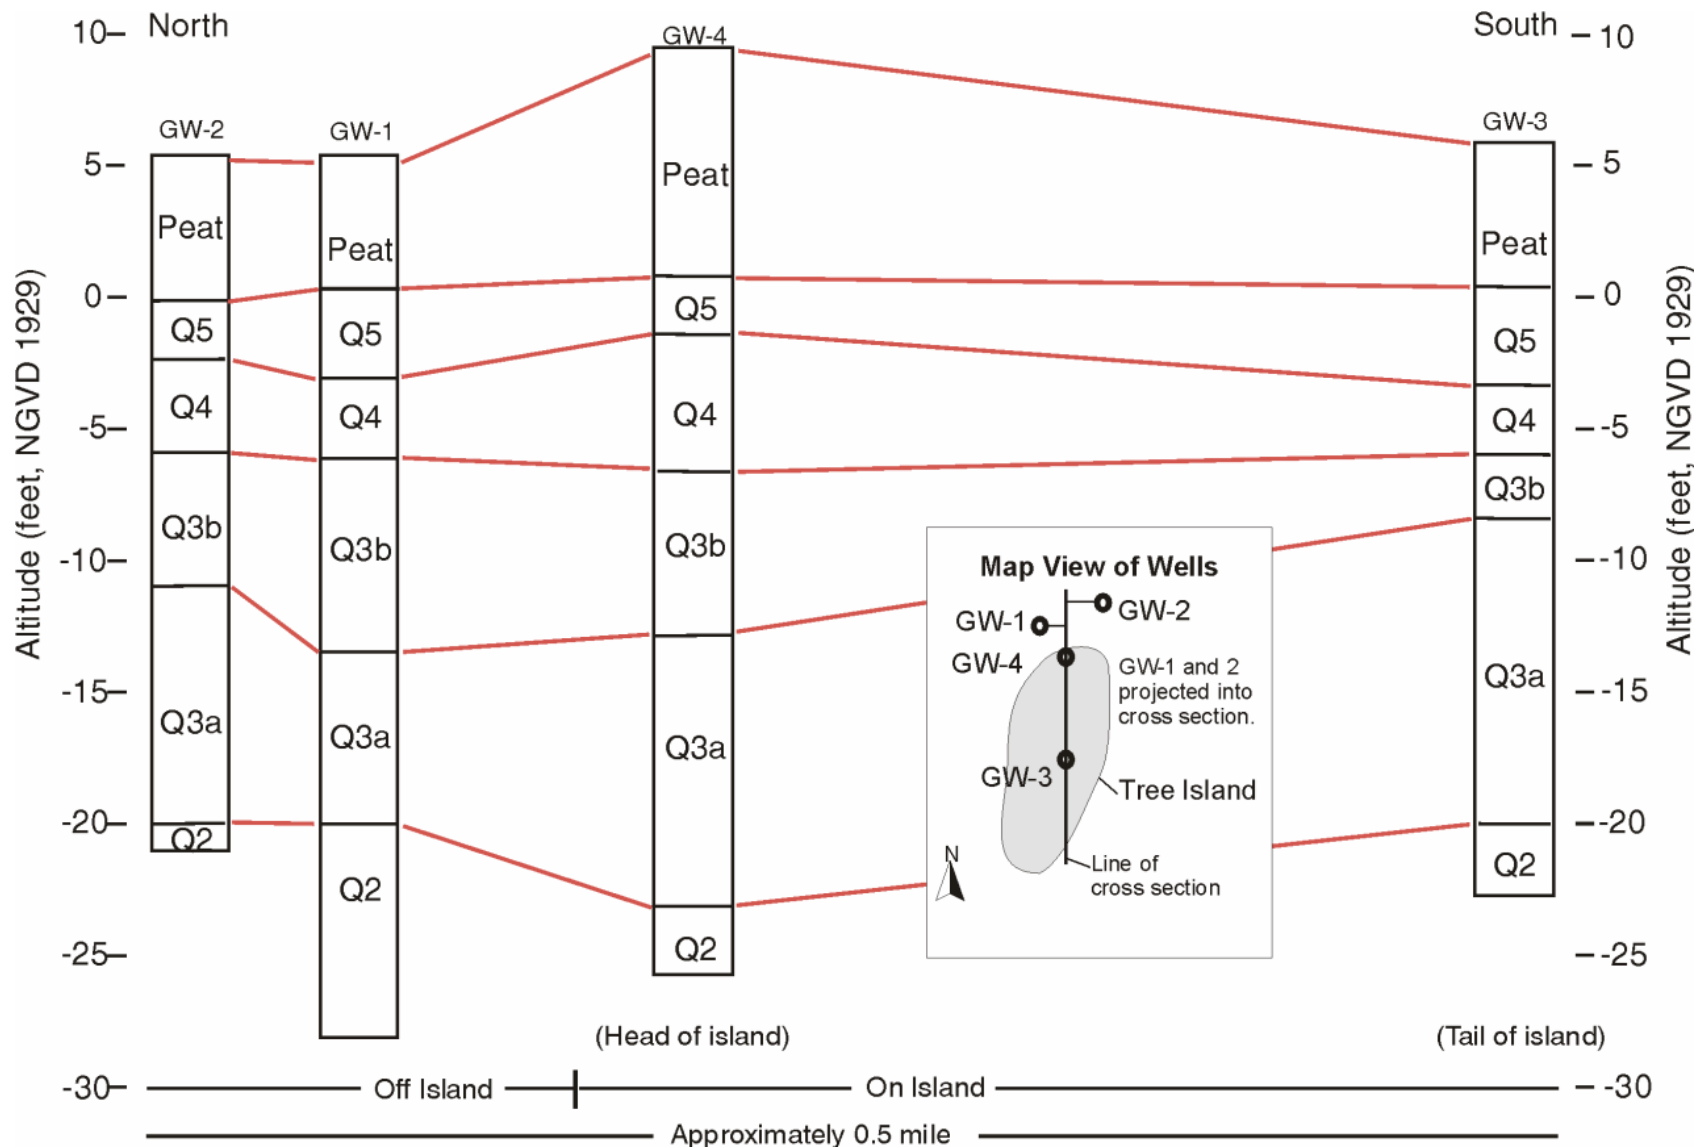 North
South
10
10
5
5
0
0
-5
-5
-10
-10
-15
-15
-20
-20
-25
-25
-30
-30
Altitude (feet, NGVD 1929)
Altitude (feet, NGVD 1929)
GW-2
Peat
Q5
Q4
Q3b
Q3a
Q2
GW-1
Peat
Q5
Q4
Q3b
Q3a
Q2
GW-4
Peat
Q5
Q4
Q3b
Q3a
Q2
GW-3
Peat
Q5
Q4
Q3b
Q3a
Q2
Map View of Wells
GW-2
GW-1
GW-4
GW-1 and 2
projected into
cross section.
GW-3
Tree Island
N
Line of
cross section
(Head of island)
(Tail of island)
Off Island
On Island
Approximately 0.5 mile